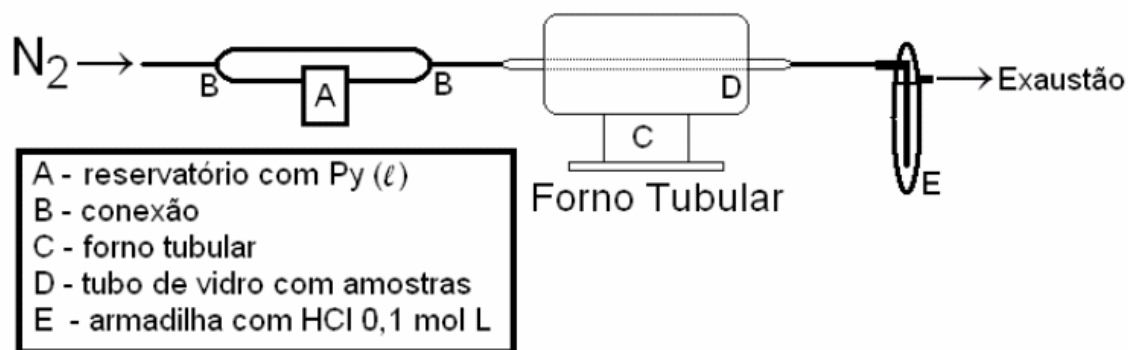 N₂
B
A
B
D
C
E
Exaustão
Forno Tubular
A - reservatório com Py (ℓ)
B - conexão
C - forno tubular
D - tubo de vidro com amostras
E - armadilha com HCl 0,1 mol L